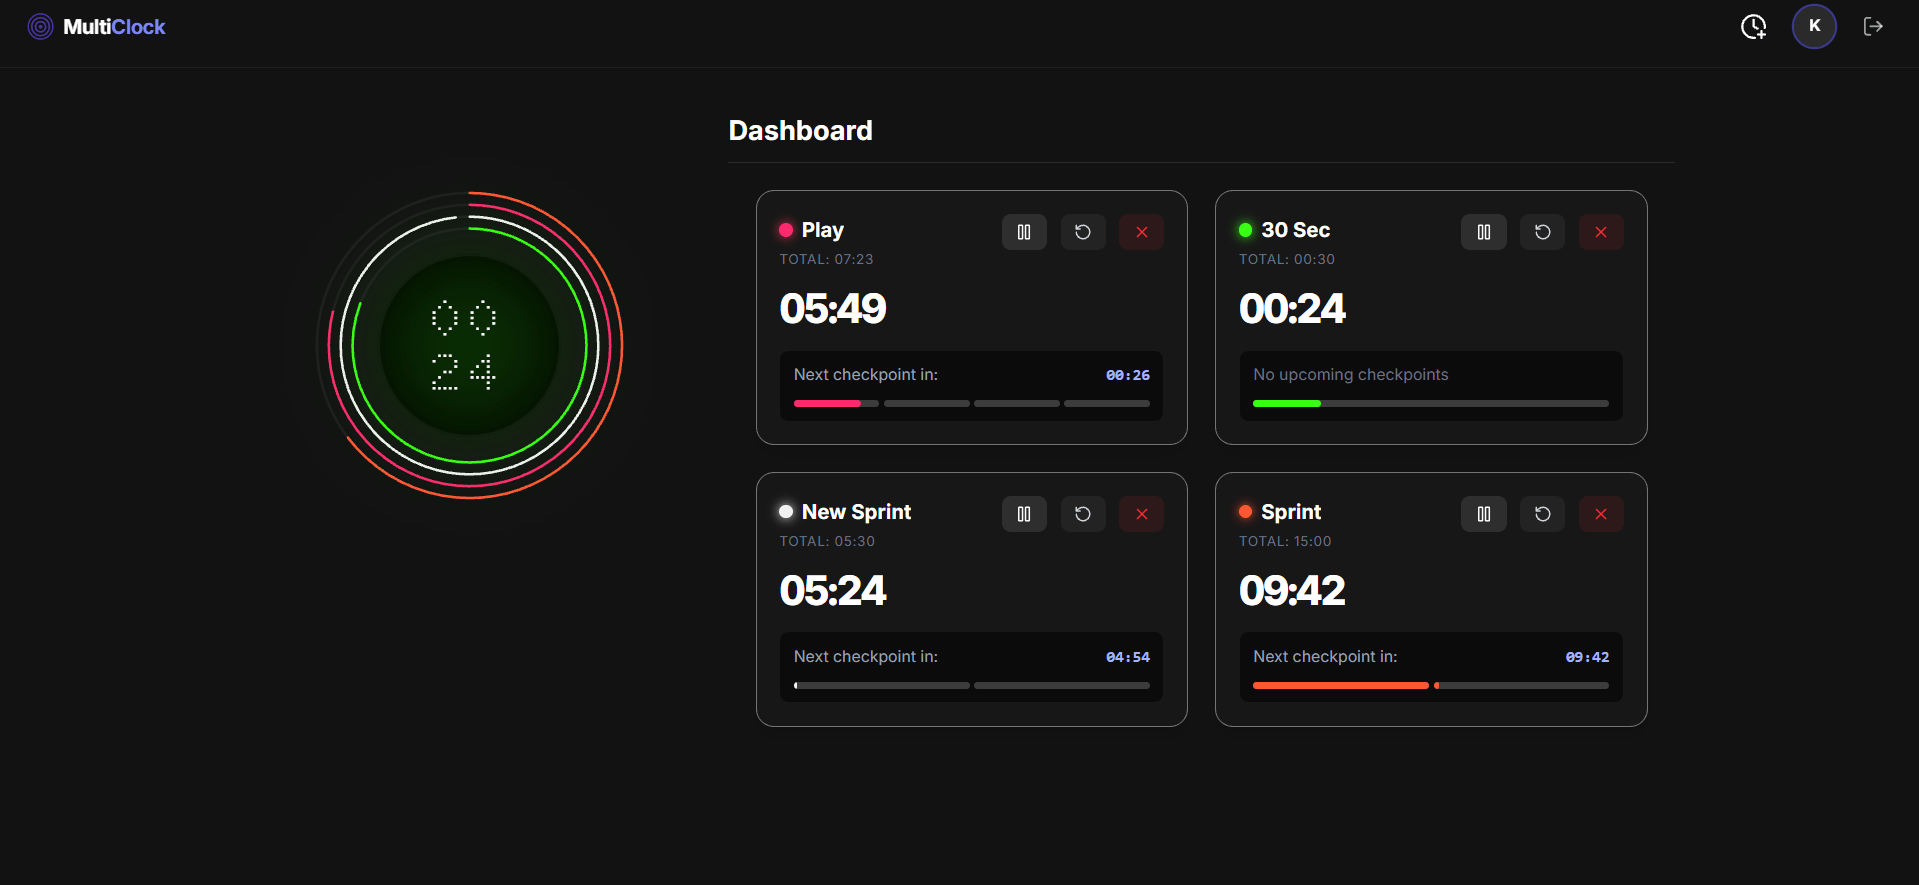 MultiClock
K
Dashboard
00
24
Play
TOTAL: 07:23
05:49
Next checkpoint in: 00:26
30 Sec
TOTAL: 00:30
00:24
No upcoming checkpoints
New Sprint
TOTAL: 05:30
05:24
Next checkpoint in: 04:54
Sprint
TOTAL: 15:00
09:42
Next checkpoint in: 09:42